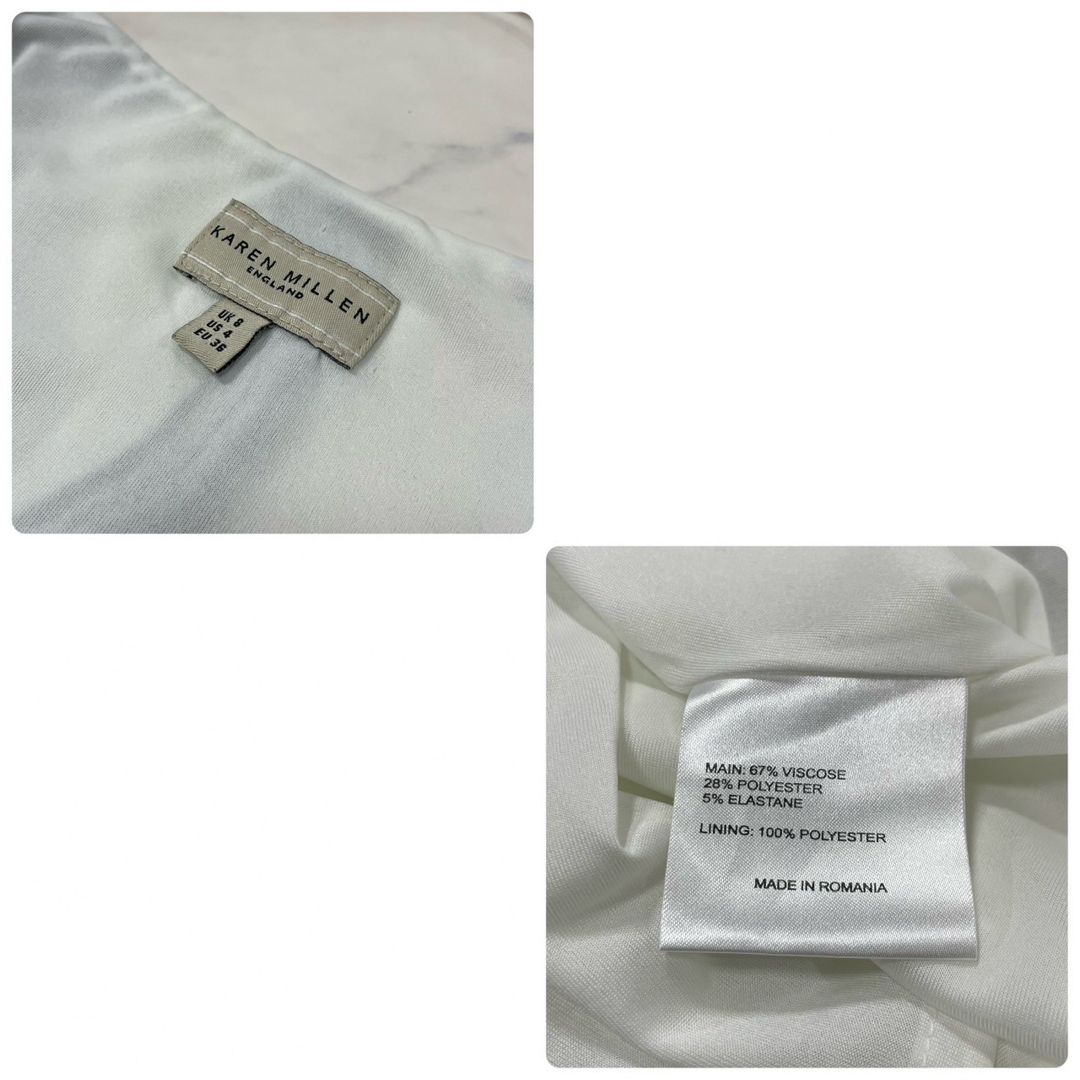 KAREN MILLEN
ENGLAND
UK 8
US 4
EU 36
MAIN: 67% VISCOSE
28% POLYESTER
5% ELASTANE
LINING: 100% POLYESTER
MADE IN ROMANIA